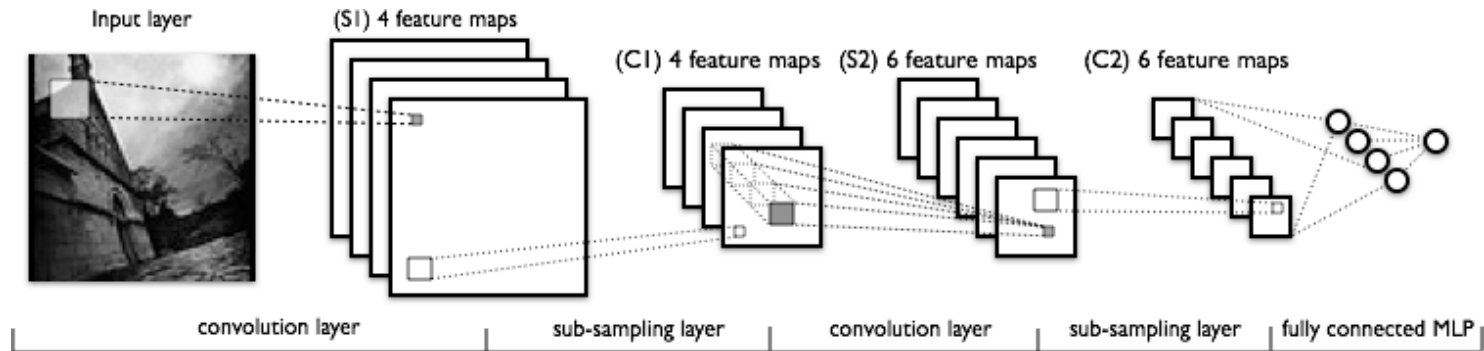 Input layer
(S1) 4 feature maps
(C1) 4 feature maps
(S2) 6 feature maps
(C2) 6 feature maps
convolution layer
sub-sampling layer
convolution layer
sub-sampling layer
fully connected MLP